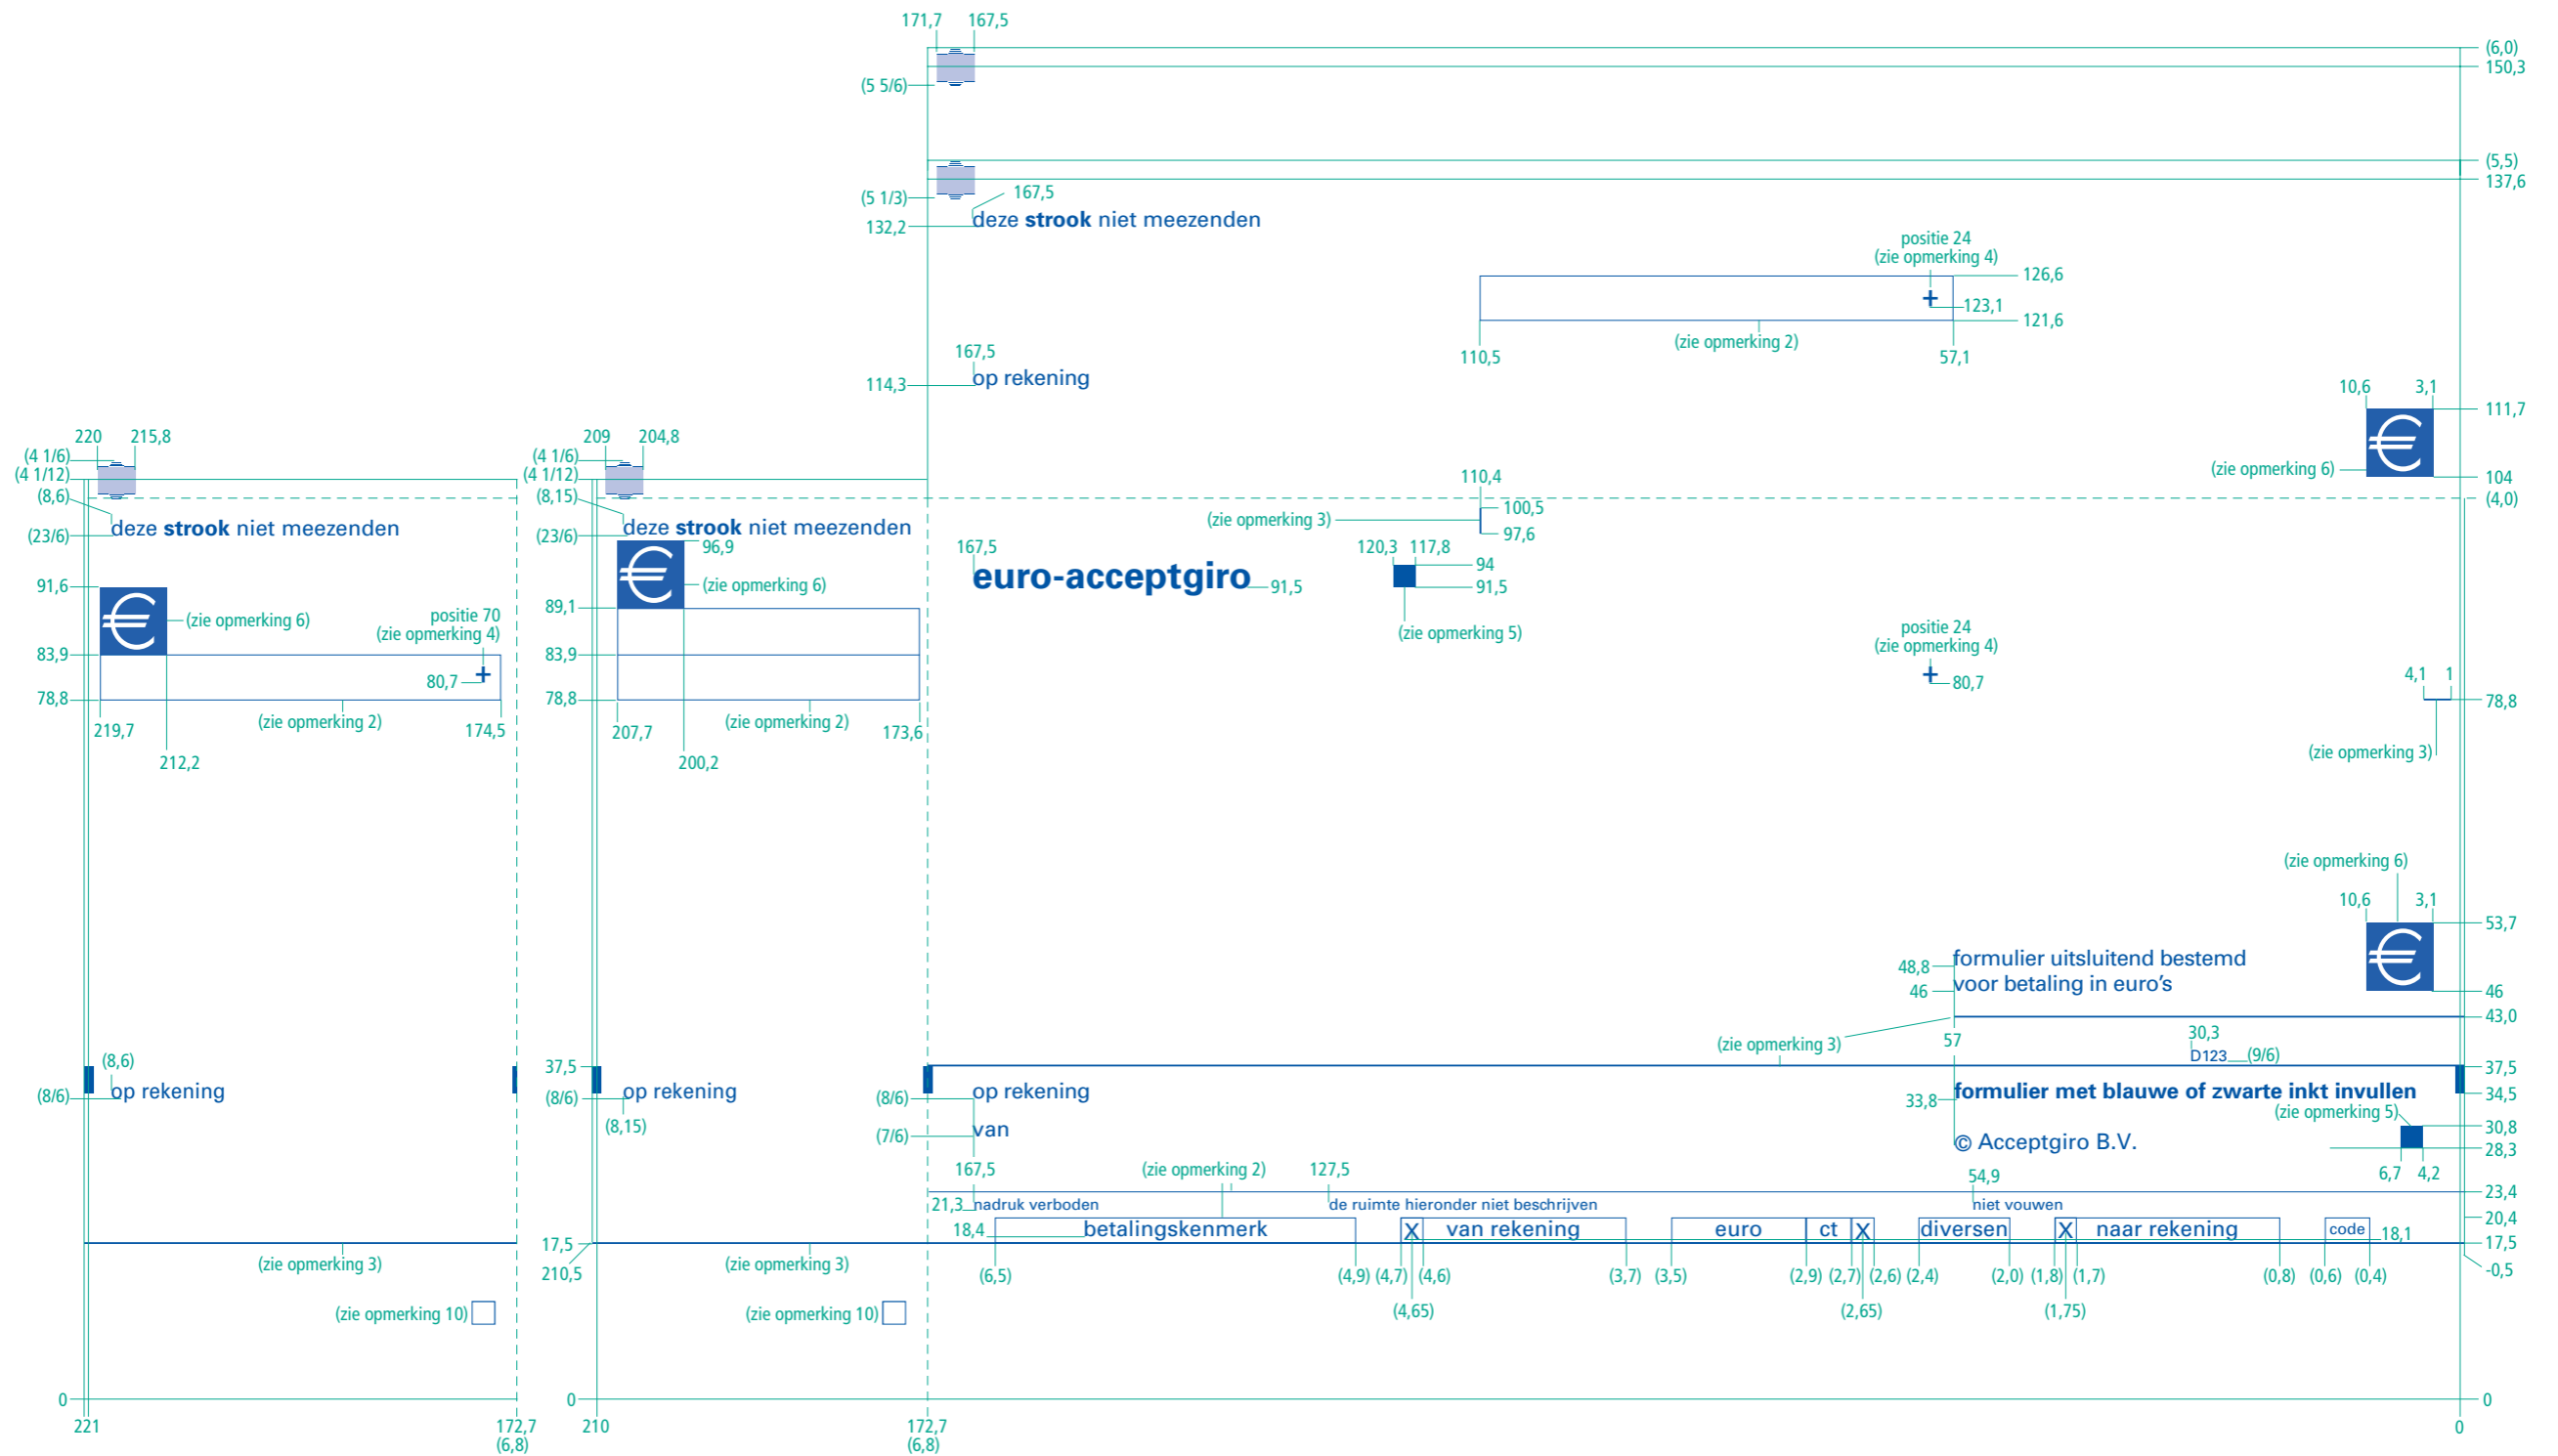 171,7 167,5
(6,0)
150,3
(5 5/6)
(5,5)
137,6
(5 1/3)
167,5
132,2
deze strook niet meezenden
positie 24
(zie opmerking 4)
126,6
123,1
121,6
(zie opmerking 2)
110,5
57,1
167,5
114,3
op rekening
10,6 3,1
111,7
€
(zie opmerking 6)
104
(4,0)
220 215,8
(4 1/6)
(4 1/12)
(8,6)
deze strook niet meezenden
(23/6)
91,6
€
(zie opmerking 6)
positie 70
(zie opmerking 4)
83,9
80,7
78,8
(zie opmerking 2)
219,7
174,5
212,2
209 204,8
(4 1/6)
(4 1/12)
(8,15)
deze strook niet meezenden
(23/6)
96,9
€
(zie opmerking 6)
89,1
83,9
78,8
(zie opmerking 2)
207,7
173,6
200,2
110,4
100,5
(zie opmerking 3)
97,6
167,5
120,3 117,8
94
euro-acceptgiro
91,5
91,5
(zie opmerking 5)
positie 24
(zie opmerking 4)
80,7
4,1 1
78,8
(zie opmerking 3)
(zie opmerking 6)
10,6 3,1
53,7
€
formulier uitsluitend bestemd
48,8
voor betaling in euro’s
46
46
43,0
(zie opmerking 3)
57
30,3
D123
(9/6)
37,5
formulier met blauwe of zwarte inkt invullen
33,8
34,5
(zie opmerking 5)
30,8
© Acceptgiro B.V.
28,3
6,7 4,2
(8,6)
(8/6)
op rekening
37,5
(8/6)
op rekening
(8,15)
(8/6)
op rekening
(7/6)
van
167,5
(zie opmerking 2)
127,5
54,9
23,4
21,3
nadruk verboden
de ruimte hieronder niet beschrijven
niet vouwen
20,4
18,4
betalingskenmerk
X
van rekening
euro
ct
X
diversen
X
naar rekening
code
18,1
17,5
17,5
210,5
-0,5
(zie opmerking 3)
(zie opmerking 3)
(6,5) (4,9) (4,7) (4,6) (3,7) (3,5) (2,9) (2,7) (2,6) (2,4) (2,0) (1,8) (1,7) (0,8) (0,6) (0,4)
(4,65) (2,65) (1,75)
(zie opmerking 10)
(zie opmerking 10)
0
0
0
221
172,7
(6,8)
210
172,7
(6,8)
0